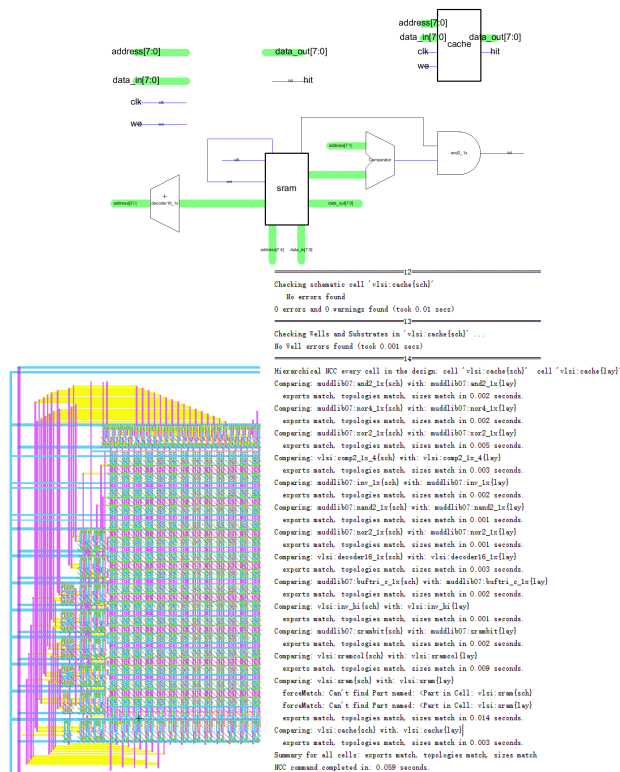 address[7:0]
data_in[7:0]
clk
we
data_out[7:0]
hit
cache
address[7:0]
data_out[7:0]
hit
data_in[7:0]
clk clk
we we
address[7:1]
Comparator
and2_1x
clk
we
sram
decoder16_1x
data_out[7:0]
══12══
Checking schematic cell 'vlsi:cache{sch}'
No errors found
0 errors and 0 warnings found (took 0.01 secs)
══13══
Checking Wells and Substrates in 'vlsi:cache{sch}' ...
No Well errors found (took 0.001 secs)
══14══
Hierarchical NCC every cell in the design: cell 'vlsi:cache{sch}' cell 'vlsi:cache{lay}'
Comparing: muddlib07:and2_1x{sch} with: muddlib07:and2_1x{lay}
exports match, topologies match, sizes match in 0.002 seconds.
Comparing: muddlib07:nor4_1x{sch} with: muddlib07:nor4_1x{lay}
exports match, topologies match, sizes match in 0.002 seconds.
Comparing: muddlib07:xor2_1x{sch} with: muddlib07:xor2_1x{lay}
exports match, topologies match, sizes match in 0.005 seconds.
Comparing: vlsi:comp2_1x_4{sch} with: vlsi:comp2_1x_4{lay}
exports match, topologies match, sizes match in 0.003 seconds.
Comparing: muddlib07:inv_1x{sch} with: muddlib07:inv_1x{lay}
exports match, topologies match, sizes match in 0.002 seconds.
Comparing: muddlib07:nand2_1x{sch} with: muddlib07:nand2_1x{lay}
exports match, topologies match, sizes match in 0.001 seconds.
Comparing: muddlib07:nor2_1x{sch} with: muddlib07:nor2_1x{lay}
exports match, topologies match, sizes match in 0.001 seconds.
Comparing: vlsi:decoder16_1x{sch} with: vlsi:decoder16_1x{lay}
exports match, topologies match, sizes match in 0.003 seconds.
Comparing: muddlib07:buftri_c_1x{sch} with: muddlib07:buftri_c_1x{lay}
exports match, topologies match, sizes match in 0.002 seconds.
Comparing: vlsi:inv_hi{sch} with: vlsi:inv_hi{lay}
exports match, topologies match, sizes match in 0.001 seconds.
Comparing: muddlib07:srambit{sch} with: muddlib07:srambit{lay}
exports match, topologies match, sizes match in 0.002 seconds.
Comparing: vlsi:sramcol{sch} with: vlsi:sramcol{lay}
exports match, topologies match, sizes match in 0.009 seconds.
Comparing: vlsi:sram{sch} with: vlsi:sram{lay}
forceMatch: Can't find Part named: <Part in Cell: vlsi:sram{sch}
forceMatch: Can't find Part named: <Part in Cell: vlsi:sram{lay}
exports match, topologies match, sizes match in 0.014 seconds.
Comparing: vlsi:cache{sch} with: vlsi:cache{lay}
exports match, topologies match, sizes match in 0.003 seconds.
Summary for all cells: exports match, topologies match, sizes match
NCC command completed in: 0.059 seconds.